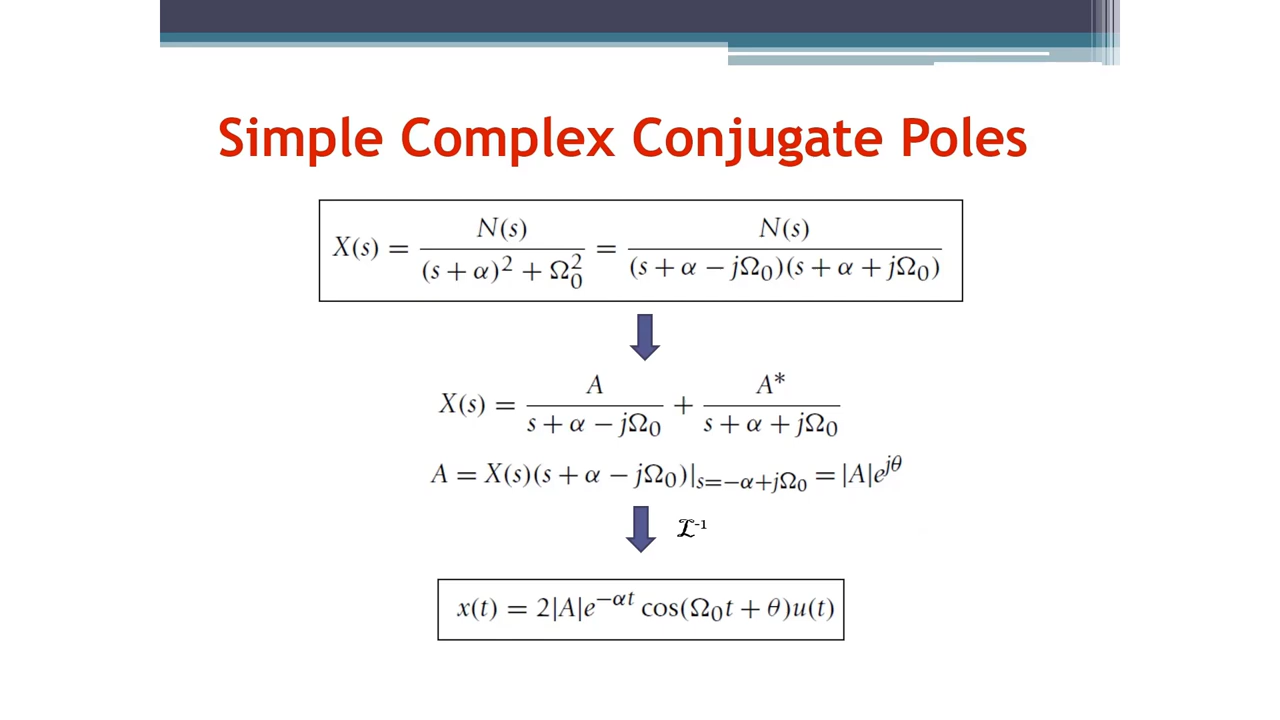 Simple Complex Conjugate Poles
X(s) = N(s) / ((s + α)² + Ω₀²) = N(s) / ((s + α − jΩ₀)(s + α + jΩ₀))
X(s) = A / (s + α − jΩ₀) + A* / (s + α + jΩ₀)
A = X(s)(s + α − jΩ₀)|ₛ₌₋α₊ⱼΩ₀ = |A|e^{jθ}
ℒ⁻¹
x(t) = 2|A|e^{−αt} cos(Ω₀t + θ)u(t)